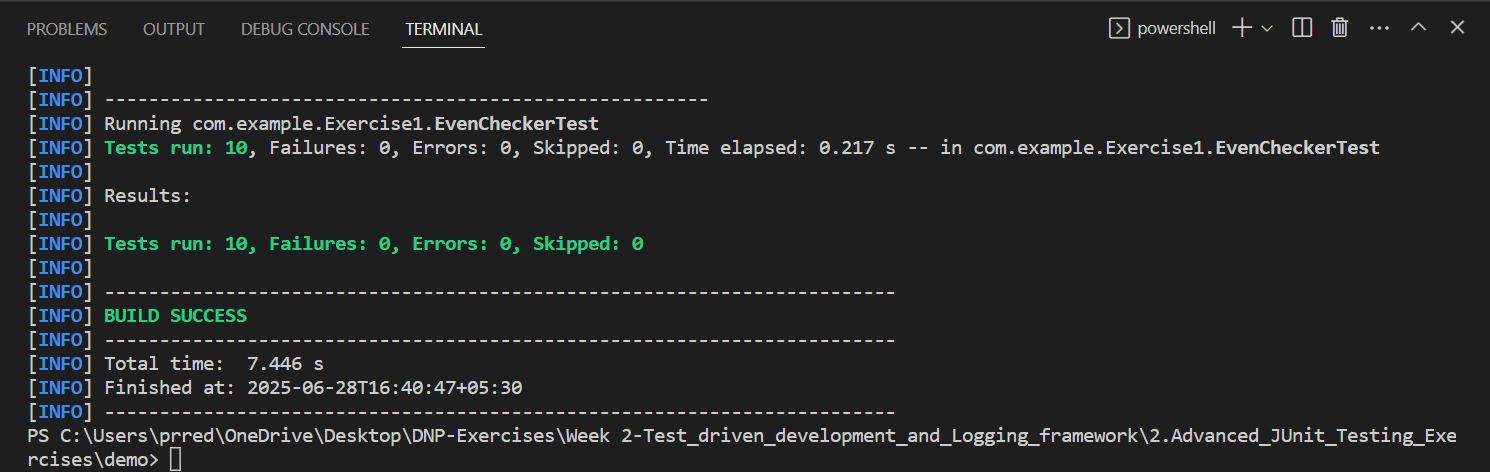 PROBLEMS OUTPUT DEBUG CONSOLE TERMINAL powershell
[INFO]
[INFO] -------------------------------------------------------
[INFO] Running com.example.Exercise1.EvenCheckerTest
[INFO] Tests run: 10, Failures: 0, Errors: 0, Skipped: 0, Time elapsed: 0.217 s -- in com.example.Exercise1.EvenCheckerTest
[INFO]
[INFO] Results:
[INFO]
[INFO] Tests run: 10, Failures: 0, Errors: 0, Skipped: 0
[INFO]
[INFO] ------------------------------------------------------------------------
[INFO] BUILD SUCCESS
[INFO] ------------------------------------------------------------------------
[INFO] Total time:  7.446 s
[INFO] Finished at: 2025-06-28T16:40:47+05:30
[INFO] ------------------------------------------------------------------------
PS C:\Users\prred\OneDrive\Desktop\DNP-Exercises\Week 2-Test_driven_development_and_Logging_framework\2.Advanced_JUnit_Testing_Exe
rcises\demo>